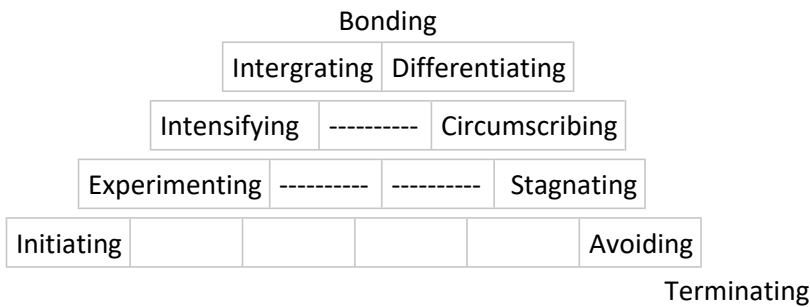 Bonding
Intergrating Differentiating
Intensifying ---------- Circumscribing
Experimenting ---------- ---------- Stagnating
Initiating Avoiding
Terminating